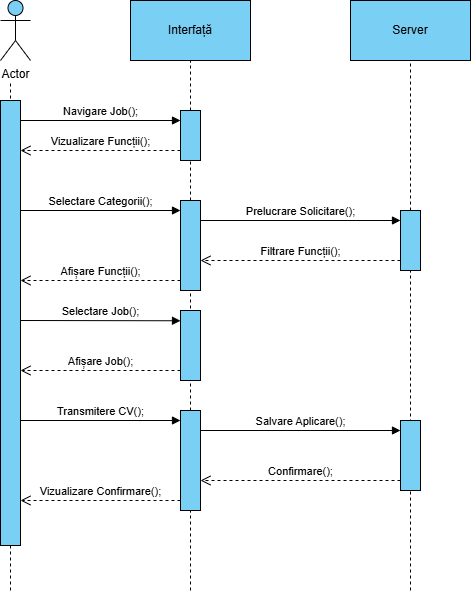 Interfață
Server
Actor
Navigare Job();
Vizualizare Funcții();
Selectare Categorii();
Prelucrare Solicitare();
Filtrare Funcții();
Afișare Funcții();
Selectare Job();
Afișare Job();
Transmitere CV();
Salvare Aplicare();
Confirmare();
Vizualizare Confirmare();